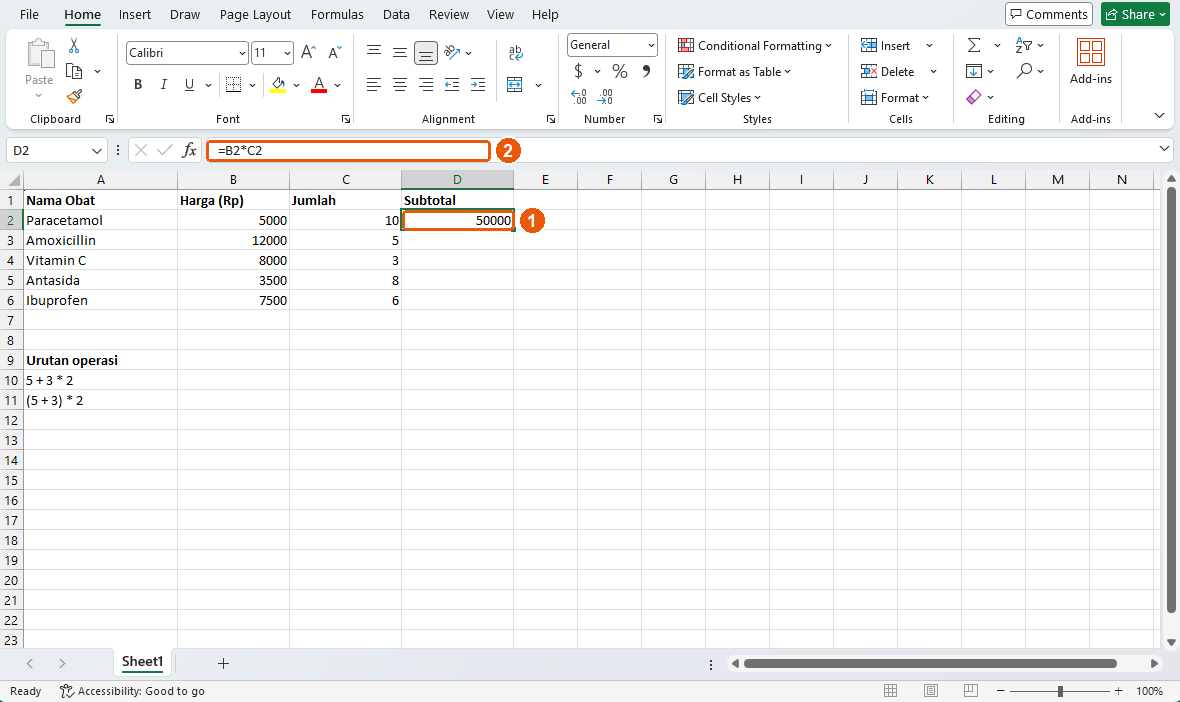 File Home Insert Draw Page Layout Formulas Data Review View Help Comments Share
Calibri 11 General Conditional Formatting Insert
Paste $ % Format as Table Delete Add-ins
B I U A Cell Styles Format
Clipboard Font Alignment Number Styles Cells Editing Add-ins
D2 fx =B2*C2 2
A B C D E F G H I J K L M N
1 Nama Obat Harga (Rp) Jumlah Subtotal
2 Paracetamol 5000 10 50000 1
3 Amoxicillin 12000 5
4 Vitamin C 8000 3
5 Antasida 3500 8
6 Ibuprofen 7500 6
7
8
9 Urutan operasi
10 5 + 3 * 2
11 (5 + 3) * 2
12
13
14
15
16
17
18
19
20
21
22
23
Sheet1
Ready Accessibility: Good to go 100%